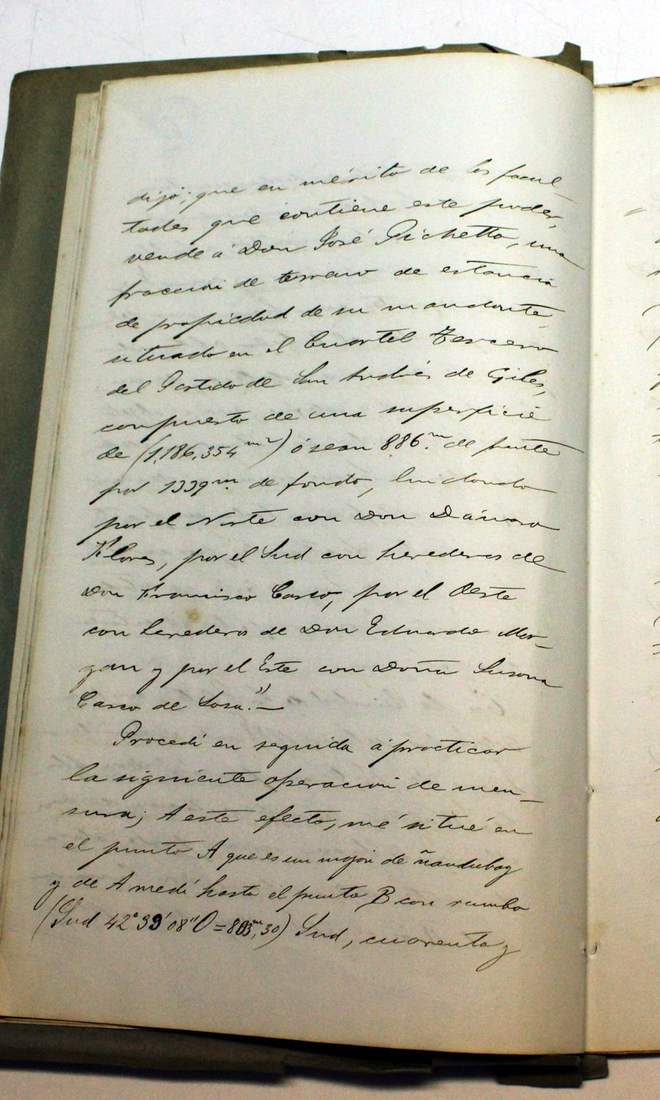 dijo; que en mérito de las facul-
tades que contiene este poder,
vende á Don José Pichetto, una
fraccion de terreno de estancia
de propiedad de su mandante,
situado en el Cuartel Tercero
del Partido de San Andrés de Giles,
compuesto de una superficie
de (1,186,354 m²) ó sean 886 m. de frente
por 1339 m. de fondo, lindando
por el Norte con Don Dámaso
Flores, por el Sud con herederos de
Don Francisco Casco, por el Oeste
con herederos de Don Eduardo Mor-
gan y por el Este con Doña Susana
Casco de Sosa."—
Procedí en seguida á practicar
la siguiente operacion de men-
sura; A este efecto, me situé en
el punto A que es un mojon de ñandubay
y de A medí hasta el punto B con rumbo
(Sud 42° 39' 08" O = 803 m, 30) Sud, cuarenta y